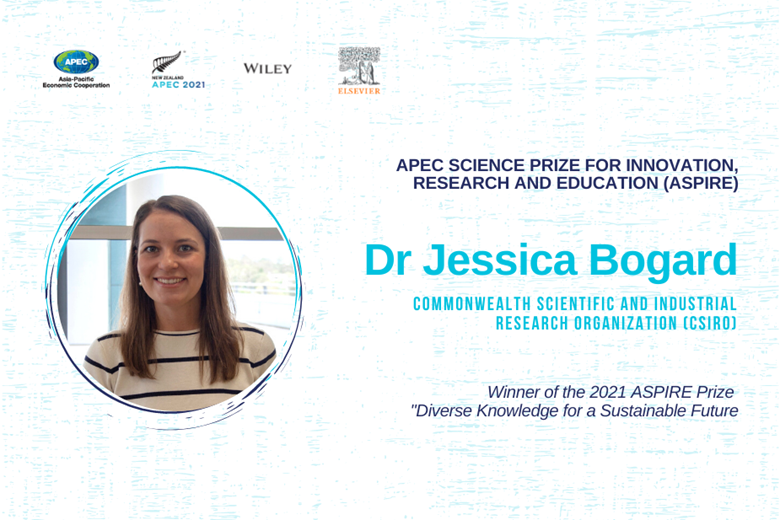 APEC
Asia-Pacific
Economic Cooperation
NEW ZEALAND
APEC 2021
WILEY
ELSEVIER
APEC SCIENCE PRIZE FOR INNOVATION,
RESEARCH AND EDUCATION (ASPIRE)
Dr Jessica Bogard
COMMONWEALTH SCIENTIFIC AND INDUSTRIAL
RESEARCH ORGANIZATION (CSIRO)
Winner of the 2021 ASPIRE Prize
"Diverse Knowledge for a Sustainable Future